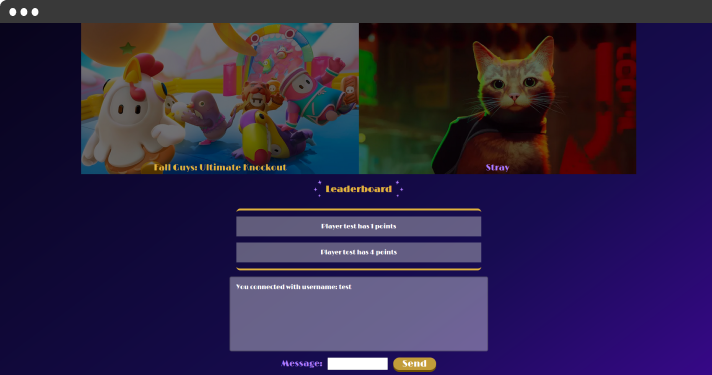 Fall Guys: Ultimate Knockout
Stray
Leaderboard
Player test has 1 points
Player test has 4 points
You connected with username: test
Message:
Send